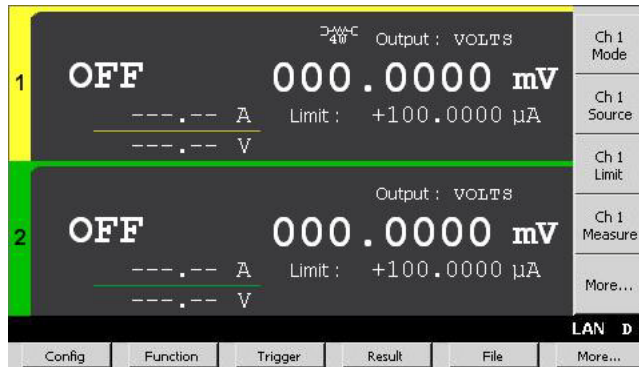 4W Output : VOLTS
1 OFF 000.0000 mV
---.-- A Limit : +100.0000 µA
---.-- V
Output : VOLTS
2 OFF 000.0000 mV
---.-- A Limit : +100.0000 µA
---.-- V
Ch 1
Mode
Ch 1
Source
Ch 1
Limit
Ch 1
Measure
More...
LAN D
Config Function Trigger Result File More...